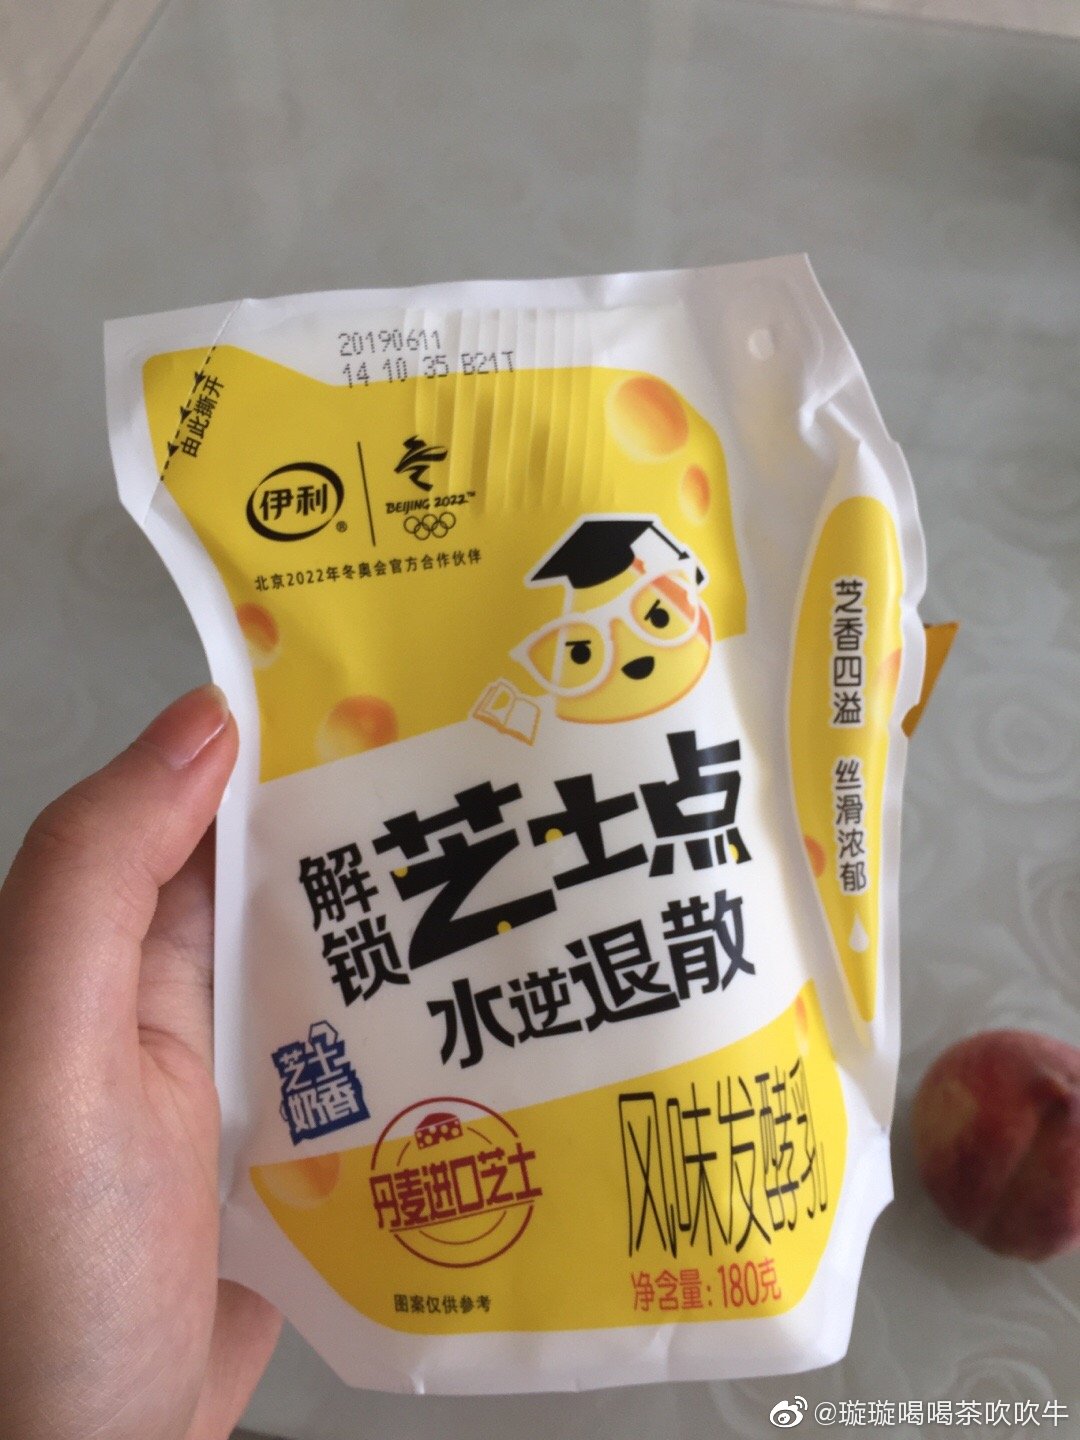 20190611
14 10 35 B21T
由此撕开
伊利®
BEIJING 2022™
北京2022年冬奥会官方合作伙伴
芝香四溢 丝滑浓郁
解锁芝士点
水逆退散
芝士
奶香
丹麦进口芝士
风味发酵乳
净含量:180克
图案仅供参考
@璇璇喝喝茶吹吹牛